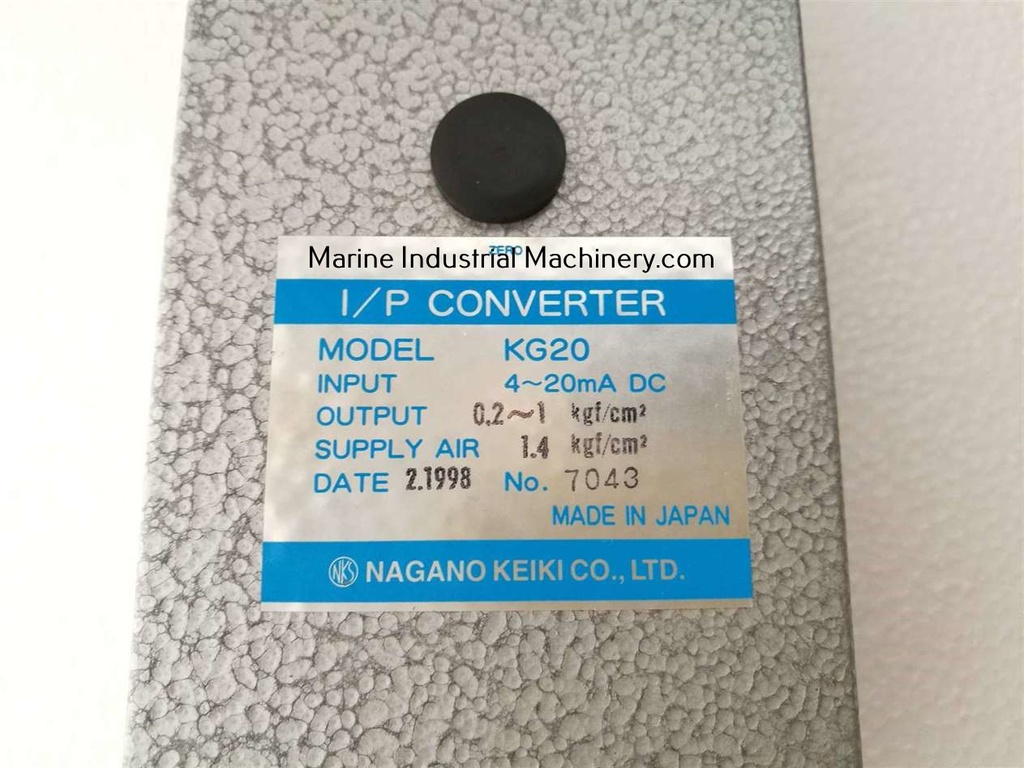 ZERO
Marine Industrial Machinery.com
I/P CONVERTER
MODEL KG20
INPUT 4~20mA DC
OUTPUT 0.2~1 kgf/cm²
SUPPLY AIR 1.4 kgf/cm²
DATE 2.1998 No. 7043
MADE IN JAPAN
NKS NAGANO KEIKI CO., LTD.